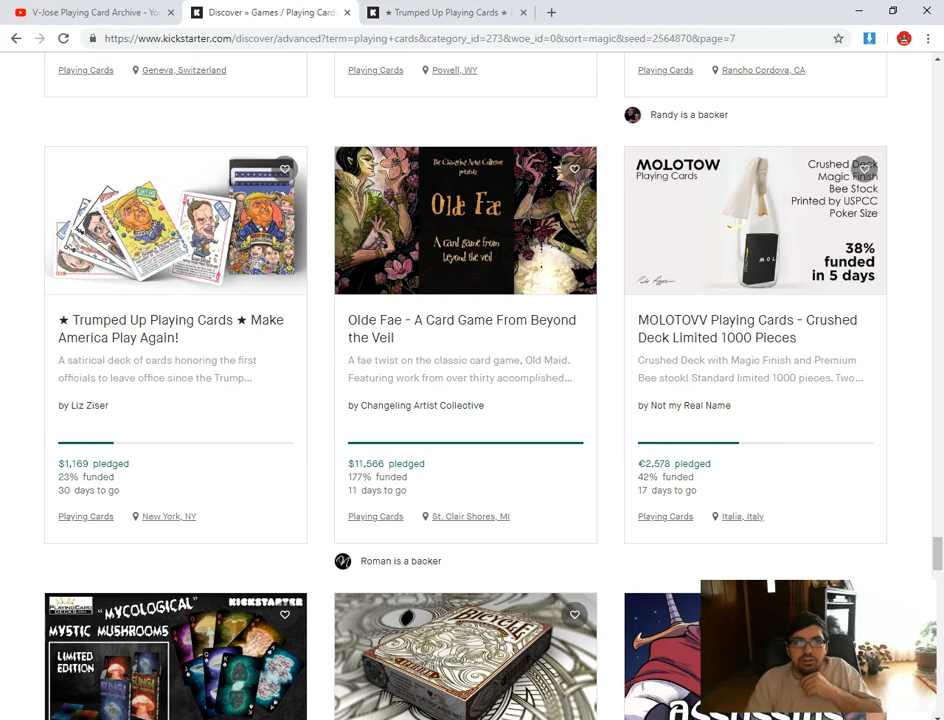 V-Jose Playing Card Archive - Yo
Discover » Games / Playing Cards
★ Trumped Up Playing Cards ★
https://www.kickstarter.com/discover/advanced?term=playing+cards&category_id=273&woe_id=0&sort=magic&seed=2564870&page=7
Playing Cards Geneva, Switzerland
Playing Cards Powell, WY
Playing Cards Rancho Cordova, CA
Randy is a backer
The Changeling Artist Collective
presents
Olde Fae
A card game from
beyond the veil
MOLOTOW
Playing Cards
Crushed Deck
Magic Finish
Bee Stock
Printed by USPCC
Poker Size
38%
funded
in 5 days
★ Trumped Up Playing Cards ★ Make
America Play Again!
A satirical deck of cards honoring the first
officials to leave office since the Trump...
by Liz Ziser
$1,169 pledged
23% funded
30 days to go
Playing Cards New York, NY
Olde Fae - A Card Game From Beyond
the Veil
A fae twist on the classic card game, Old Maid.
Featuring work from over thirty accomplished...
by Changeling Artist Collective
$11,566 pledged
177% funded
11 days to go
Playing Cards St. Clair Shores, MI
Roman is a backer
MOLOTOVV Playing Cards - Crushed
Deck Limited 1000 Pieces
Crushed Deck with Magic Finish and Premium
Bee stock! Standard limited 1000 pieces. Two...
by Not my Real Name
€2,578 pledged
42% funded
17 days to go
Playing Cards Italia, Italy
PLAYINGCARD
DECKS
"MYCOLOGICAL"
KICKSTARTER
MYSTIC MUSHROOMS
LIMITED
EDITION
FUNGI
BICYCLE
assassins